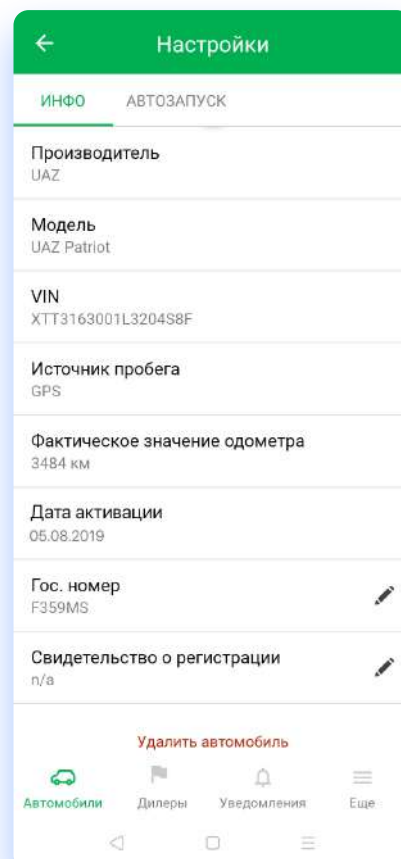 Настройки
ИНФО АВТОЗАПУСК
Производитель
UAZ
Модель
UAZ Patriot
VIN
XTT3163001L3204S8F
Источник пробега
GPS
Фактическое значение одометра
3484 км
Дата активации
05.08.2019
Гос. номер
F359MS
Свидетельство о регистрации
n/a
Удалить автомобиль
Автомобили Дилеры Уведомления Еще